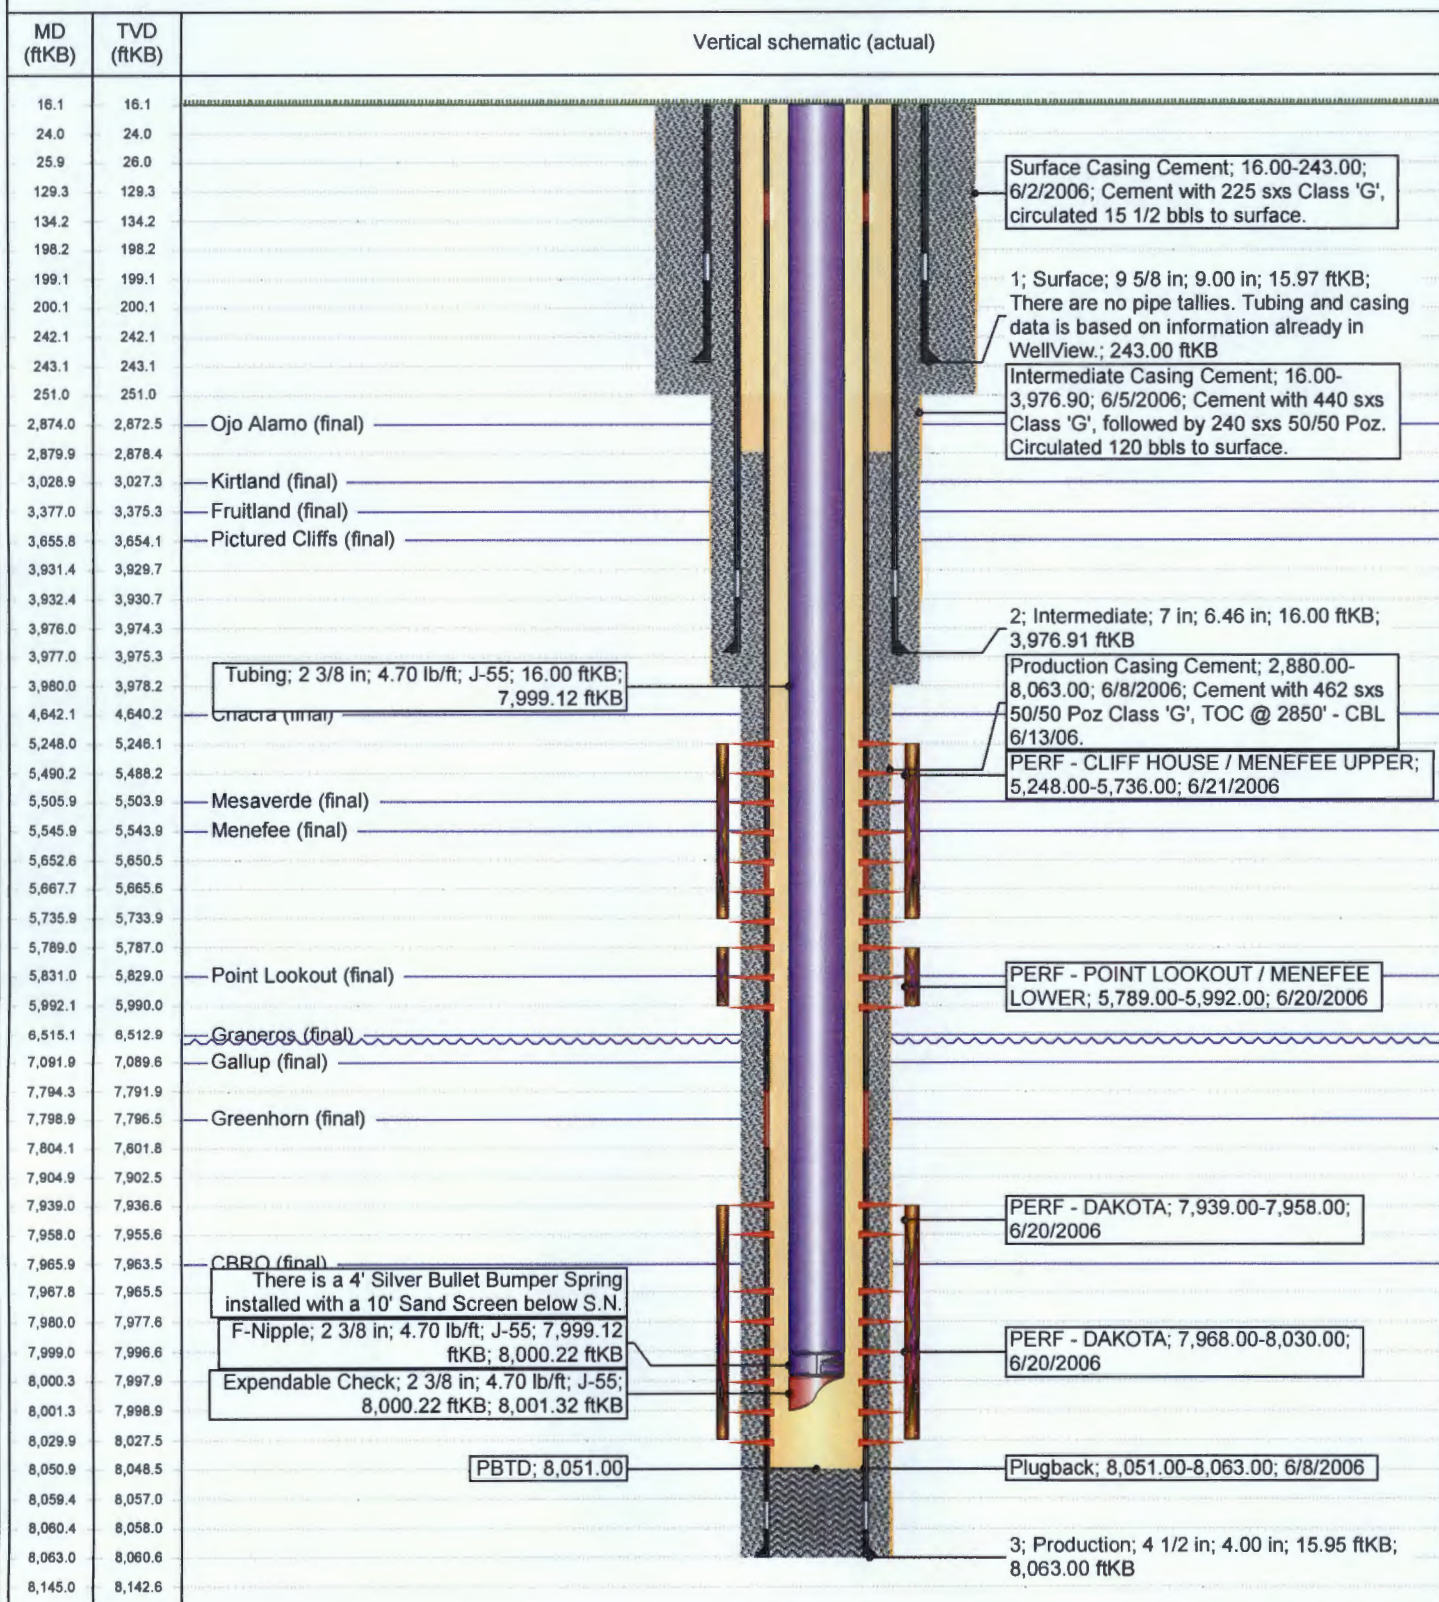 MD
(ftKB)
TVD
(ftKB)
Vertical schematic (actual)
16.1 16.1
24.0 24.0
25.9 26.0
129.3 129.3
134.2 134.2
198.2 198.2
199.1 199.1
200.1 200.1
242.1 242.1
243.1 243.1
251.0 251.0
2,874.0 2,872.5 Ojo Alamo (final)
2,879.9 2,878.4
3,028.9 3,027.3 Kirtland (final)
3,377.0 3,375.3 Fruitland (final)
3,655.8 3,654.1 Pictured Cliffs (final)
3,931.4 3,929.7
3,932.4 3,930.7
3,976.0 3,974.3
3,977.0 3,975.3
3,980.0 3,978.2
4,642.1 4,640.2 Chacra (final)
5,248.0 5,246.1
5,490.2 5,488.2
5,505.9 5,503.9 Mesaverde (final)
5,545.9 5,543.9 Menefee (final)
5,652.6 5,650.5
5,667.7 5,665.6
5,735.9 5,733.9
5,789.0 5,787.0
5,831.0 5,829.0 Point Lookout (final)
5,992.1 5,990.0
6,515.1 6,512.9 Graneros (final)
7,091.9 7,089.6 Gallup (final)
7,794.3 7,791.9
7,798.9 7,796.5 Greenhorn (final)
7,804.1 7,801.8
7,904.9 7,902.5
7,939.0 7,936.6
7,958.0 7,955.6
7,965.9 7,963.5 CBRO (final)
7,967.8 7,965.5
7,980.0 7,977.6
7,999.0 7,996.6
8,000.3 7,997.9
8,001.3 7,998.9
8,029.9 8,027.5
8,050.9 8,048.5
8,059.4 8,057.0
8,060.4 8,058.0
8,063.0 8,060.6
8,145.0 8,142.6
Tubing; 2 3/8 in; 4.70 lb/ft; J-55; 16.00 ftKB;
7,999.12 ftKB
There is a 4' Silver Bullet Bumper Spring
installed with a 10' Sand Screen below S.N.
F-Nipple; 2 3/8 in; 4.70 lb/ft; J-55; 7,999.12
ftKB; 8,000.22 ftKB
Expendable Check; 2 3/8 in; 4.70 lb/ft; J-55;
8,000.22 ftKB; 8,001.32 ftKB
PBTD; 8,051.00
Surface Casing Cement; 16.00-243.00;
6/2/2006; Cement with 225 sxs Class 'G',
circulated 15 1/2 bbls to surface.
1; Surface; 9 5/8 in; 9.00 in; 15.97 ftKB;
There are no pipe tallies. Tubing and casing
data is based on information already in
WellView.; 243.00 ftKB
Intermediate Casing Cement; 16.00-
3,976.90; 6/5/2006; Cement with 440 sxs
Class 'G', followed by 240 sxs 50/50 Poz.
Circulated 120 bbls to surface.
2; Intermediate; 7 in; 6.46 in; 16.00 ftKB;
3,976.91 ftKB
Production Casing Cement; 2,880.00-
8,063.00; 6/8/2006; Cement with 462 sxs
50/50 Poz Class 'G', TOC @ 2850' - CBL
6/13/06.
PERF - CLIFF HOUSE / MENEFEE UPPER;
5,248.00-5,736.00; 6/21/2006
PERF - POINT LOOKOUT / MENEFEE
LOWER; 5,789.00-5,992.00; 6/20/2006
PERF - DAKOTA; 7,939.00-7,958.00;
6/20/2006
PERF - DAKOTA; 7,968.00-8,030.00;
6/20/2006
Plugback; 8,051.00-8,063.00; 6/8/2006
3; Production; 4 1/2 in; 4.00 in; 15.95 ftKB;
8,063.00 ftKB